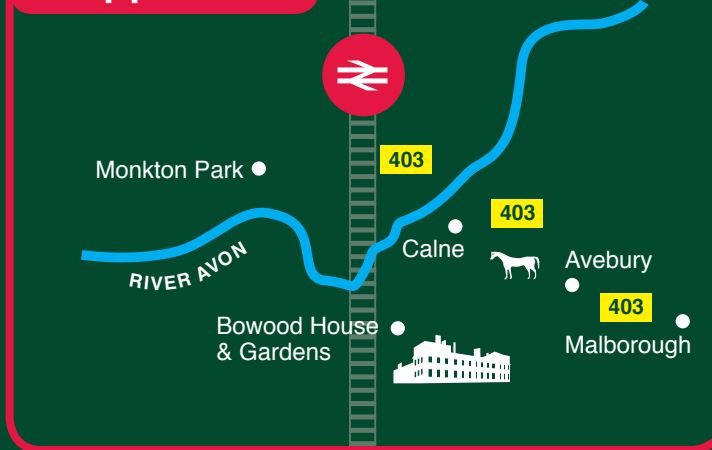 403
Monkton Park
403
Calne
RIVER AVON
Avebury
403
Bowood House
& Gardens
Malborough